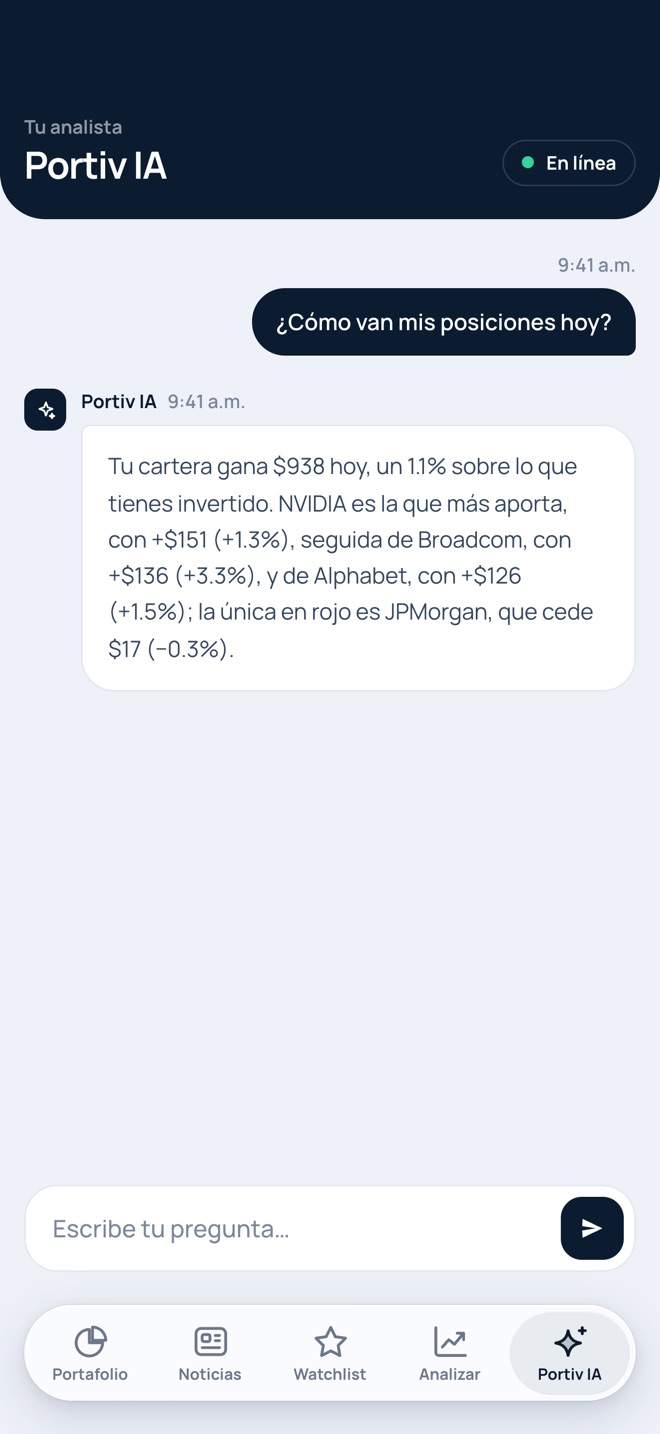 Tu analista
Portiv IA
En línea
9:41 a.m.
¿Cómo van mis posiciones hoy?
Portiv IA 9:41 a.m.
Tu cartera gana $938 hoy, un 1.1% sobre lo que
tienes invertido. NVIDIA es la que más aporta,
con +$151 (+1.3%), seguida de Broadcom, con
+$136 (+3.3%), y de Alphabet, con +$126
(+1.5%); la única en rojo es JPMorgan, que cede
$17 (−0.3%).
Escribe tu pregunta...
Portafolio Noticias Watchlist Analizar Portiv IA